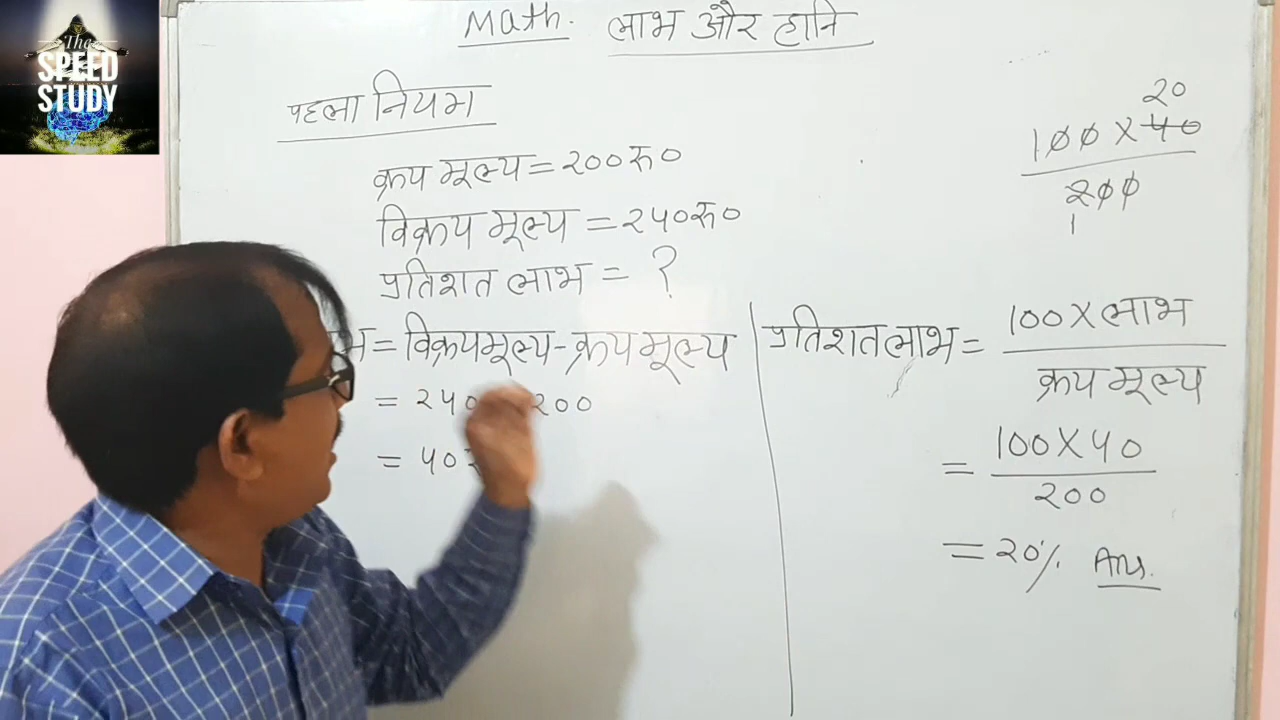 The
SPEED
STUDY
Math. लाभ और हानि
पहला नियम
क्रय मूल्य = 200रु०
विक्रय मूल्य = 240रु०
प्रतिशत लाभ = ?
= विक्रयमूल्य - क्रयमूल्य
= 240 200
= 40
20
100 X 40
200
1
प्रतिशत लाभ = 100 X लाभ
क्रय मूल्य
= 100 X 40
200
= 20% Ans.